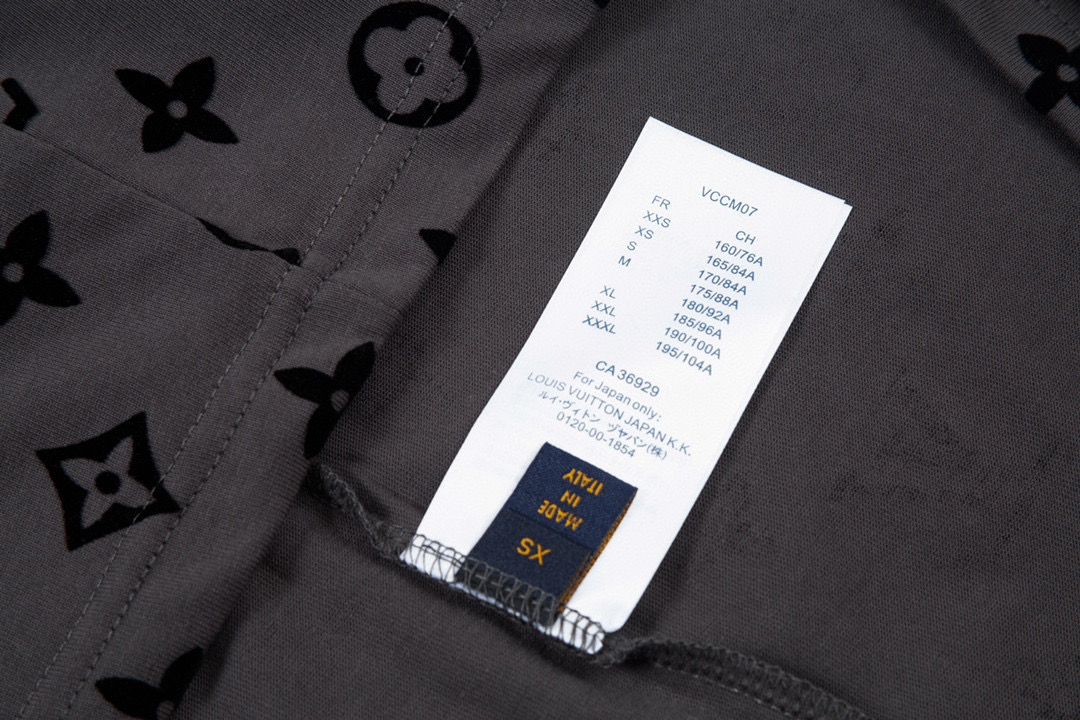 VCCM07
FR CH
XXS 160/76A
XS 165/84A
S 170/84A
M 175/88A
180/92A
XL 185/96A
XXL 190/100A
XXXL 195/104A
CA 36929
For Japan only:
LOUIS VUITTON JAPAN K.K.
ルイ・ヴィトン ヅヤパン(株)
0120-00-1854
MADE
IN
ITALY
XS